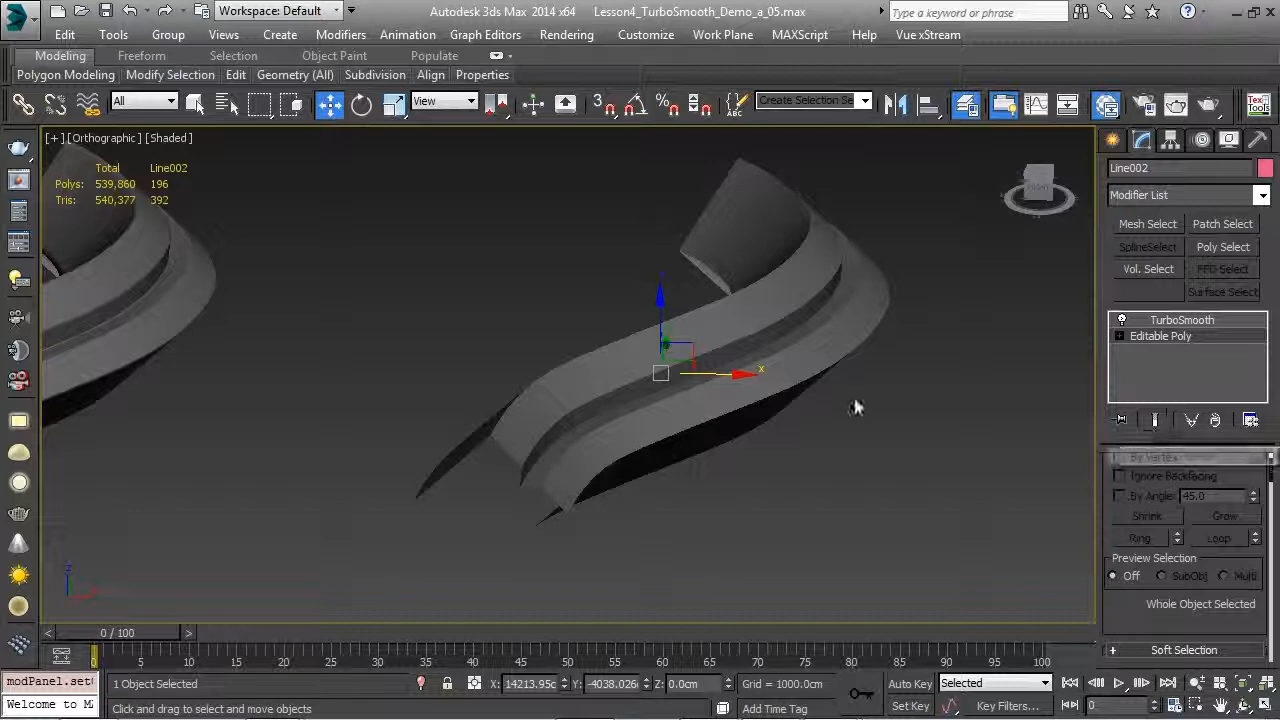 Workspace: Default
Autodesk 3ds Max 2014 x64
Lesson4_TurboSmooth_Demo_a_05.max
Type a keyword or phrase
Edit Tools Group Views Create Modifiers Animation Graph Editors Rendering Customize Work Plane MAXScript Help Vue xStream
Modeling Freeform Selection Object Paint Populate
Polygon Modeling Modify Selection Edit Geometry (All) Subdivision Align Properties
All View 3 Create Selection Se Tools
[+] [Orthographic] [Shaded]
Total Line002
Polys: 539,860 196
Tris: 540,377 392
x
z
Line002
Modifier List
Mesh Select Patch Select
SplineSelect Poly Select
Vol. Select FFD Select
Surface Select
TurboSmooth
Editable Poly
By Vertex
Ignore Backfacing
By Angle: 45.0
Shrink Grow
Ring Loop
Preview Selection
Off SubObj Multi
Whole Object Selected
+ Soft Selection
< 0 / 100 >
0 5 10 15 20 25 30 35 40 45 50 55 60 65 70 75 80 85 90 95 100
modPanel.set
Welcome to M
1 Object Selected
X: 14213.95c Y: -4038.026 Z: 0.0cm Grid = 1000.0cm
Auto Key Selected
Click and drag to select and move objects
Add Time Tag
Set Key Key Filters... 0